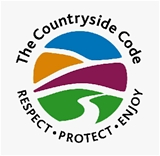 The Countryside Code
RESPECT • PROTECT • ENJOY